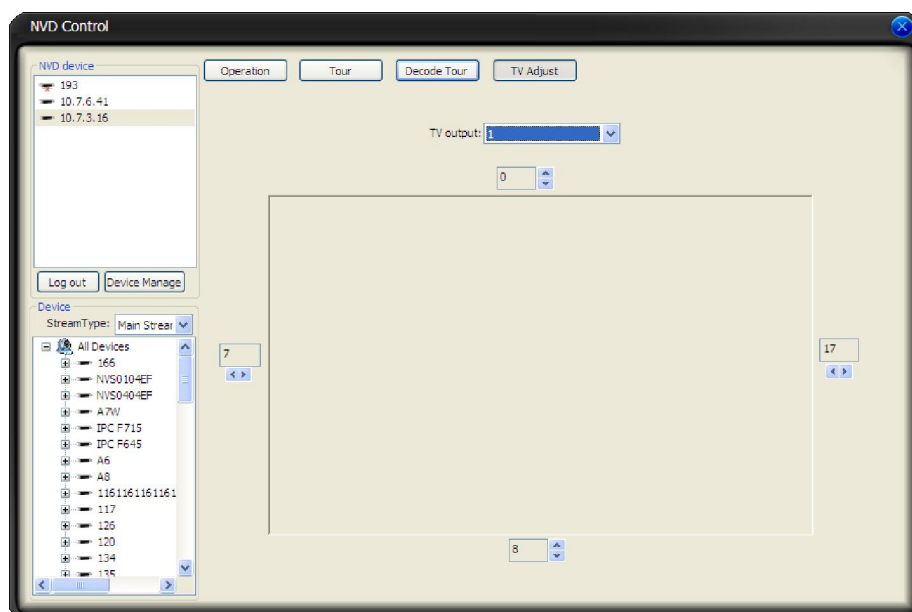 NVD Control
NVD device
193
10.7.6.41
10.7.3.16
Log out Device Manage
Device
StreamType: Main Strear
All Devices
166
NVS0104EF
NVS0404EF
A7W
IPC F715
IPC F645
A6
A8
1161161161161
117
126
120
134
135
Operation Tour Decode Tour TV Adjust
TV output: 1
0
7
17
8